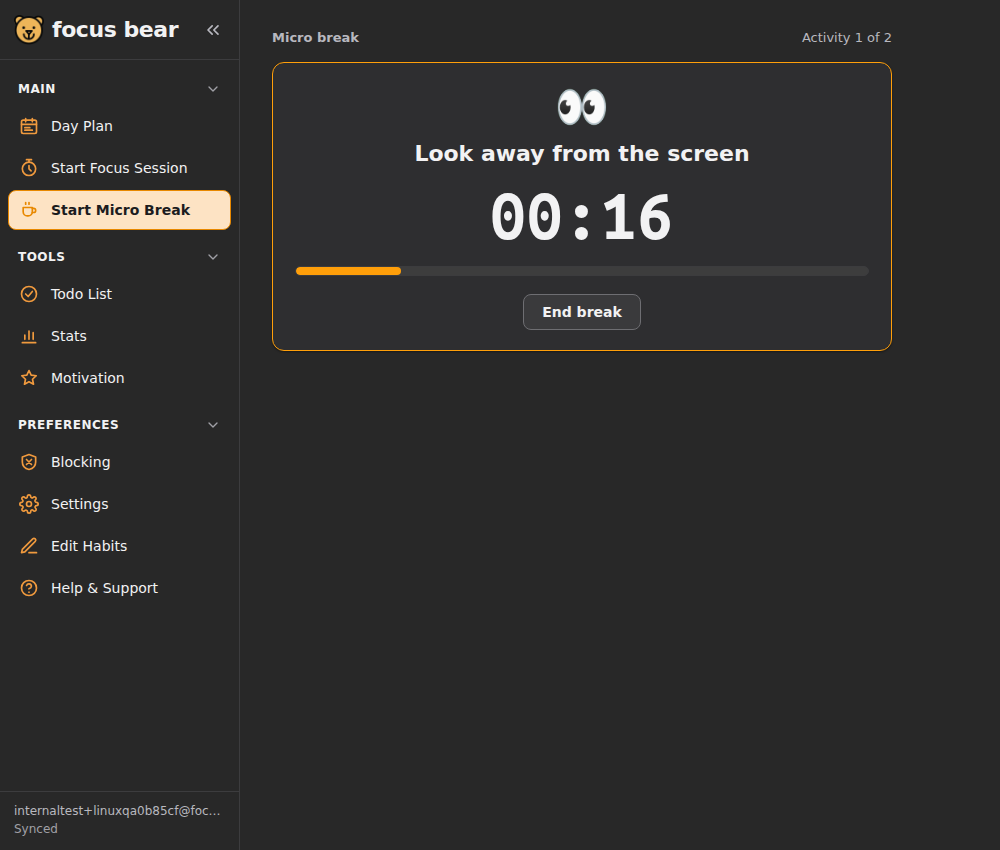 focus bear
MAIN
Day Plan
Start Focus Session
Start Micro Break
TOOLS
Todo List
Stats
Motivation
PREFERENCES
Blocking
Settings
Edit Habits
Help & Support
internaltest+linuxqa0b85cf@foc...
Synced
Micro break
Activity 1 of 2
Look away from the screen
00:16
End break